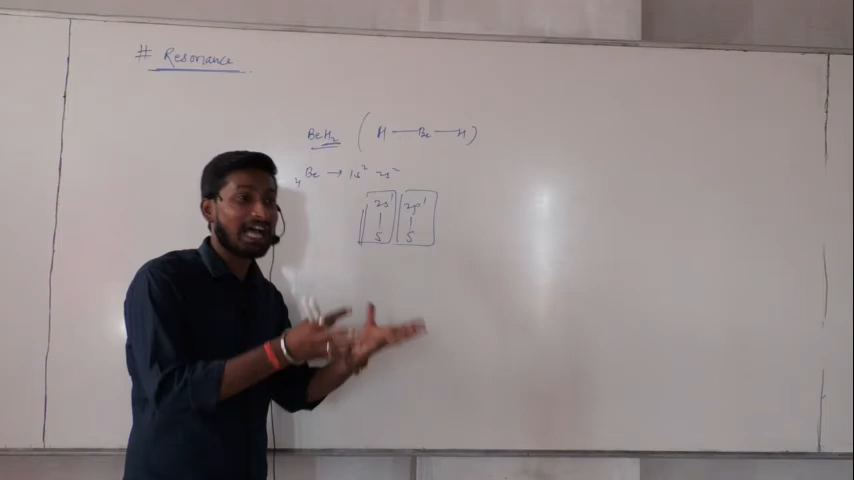 # Resonance
BeH₂ ( H — Be — H )
₄Be → 1s² 2s²
2s¹ 2p¹
| |
S S